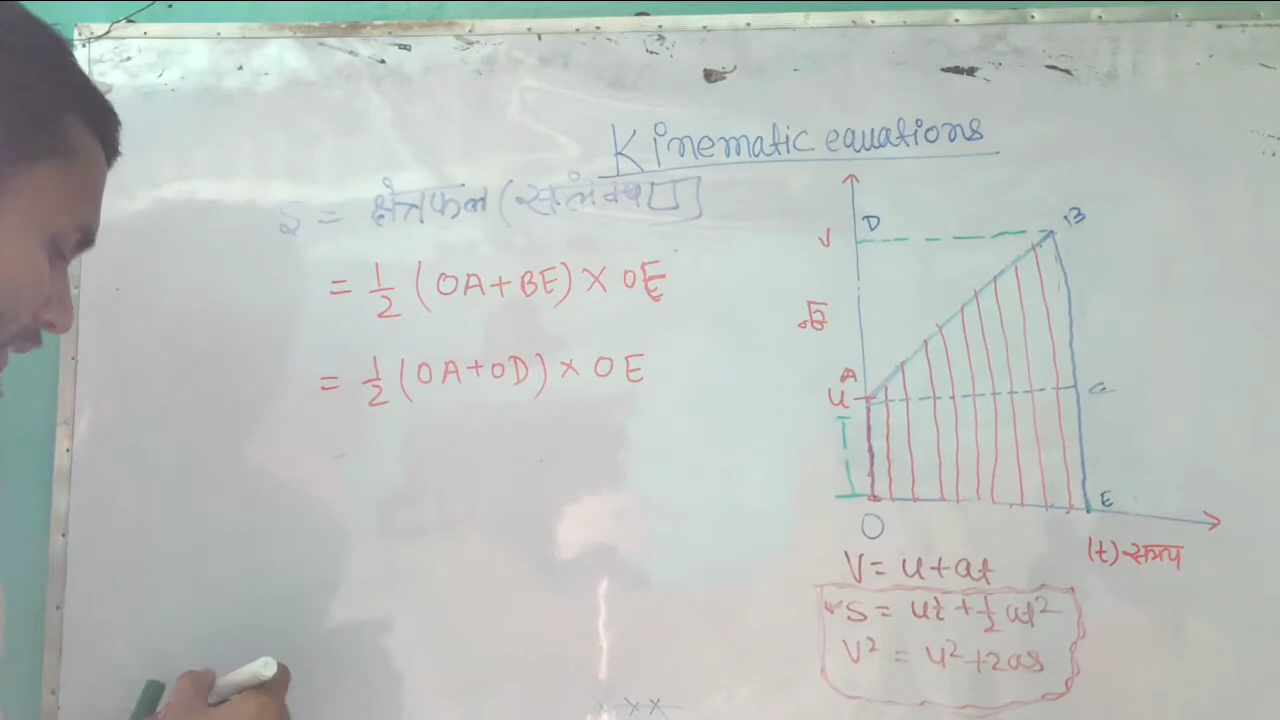 Kinematic equations
S = क्षेत्रफल (
= 1/2 (OA+BE) × OE
= 1/2 (OA+OD) × OE
D
B
v
A
u
C
E
O
(t) समय
V = u+at
S = ut + 1/2 at²
V² = u²+2as
× × ×